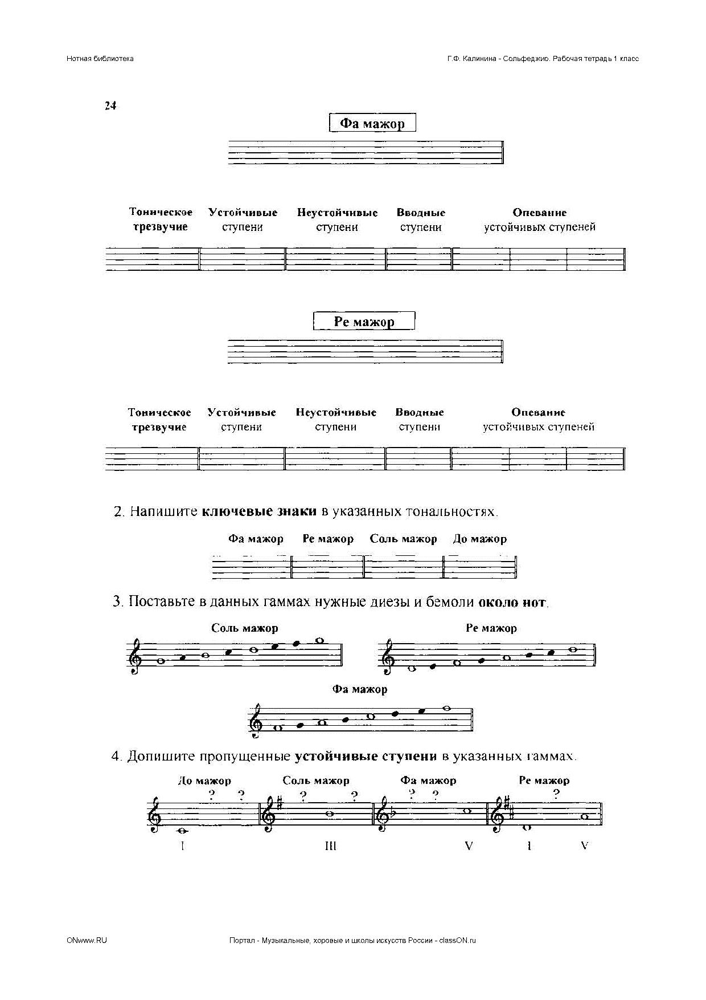 Нотная библиотека Г.Ф. Калинина - Сольфеджио. Рабочая тетрадь 1 класс
24
Фа мажор
Тоническое Устойчивые Неустойчивые Вводные Опевание
трезвучие ступени ступени ступени устойчивых ступеней
Ре мажор
Тоническое Устойчивые Неустойчивые Вводные Опевание
трезвучие ступени ступени ступени устойчивых ступеней
2. Напишите ключевые знаки в указанных тональностях.
Фа мажор Ре мажор Соль мажор До мажор
3. Поставьте в данных гаммах нужные диезы и бемоли около нот.
Соль мажор Ре мажор
Фа мажор
4. Допишите пропущенные устойчивые ступени в указанных гаммах.
До мажор Соль мажор Фа мажор Ре мажор
? ? ? ? ? ? ?
I III V I V
ONwww.RU Портал - Музыкальные, хоровые и школы искусств России - classON.ru